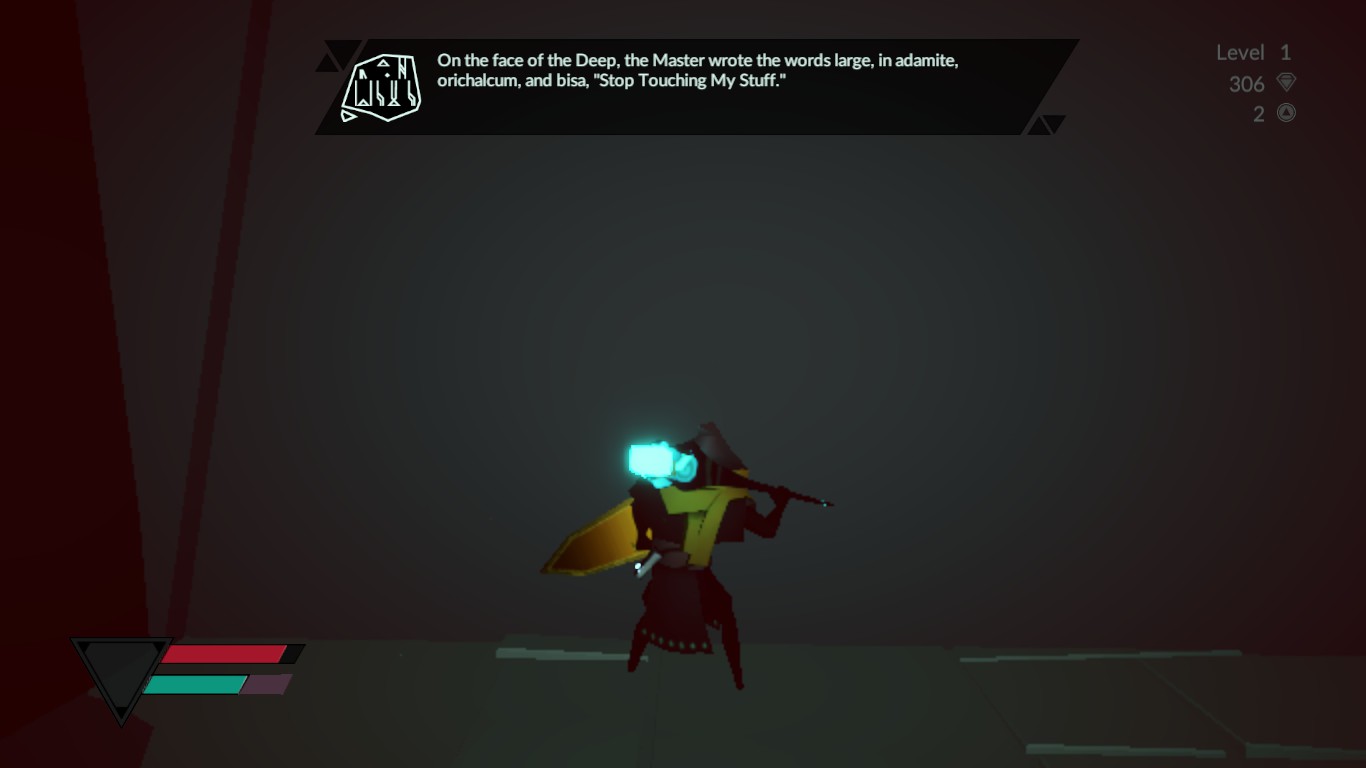 On the face of the Deep, the Master wrote the words large, in adamite,
orichalcum, and bisa, "Stop Touching My Stuff."
Level 1
306
2